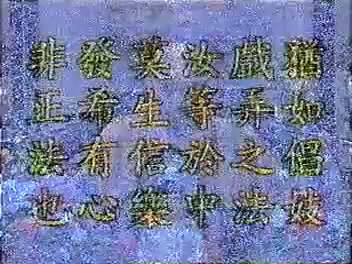 猶如倡妓
戲弄之法
汝等於中
莫生信樂
發希有心
非正法也